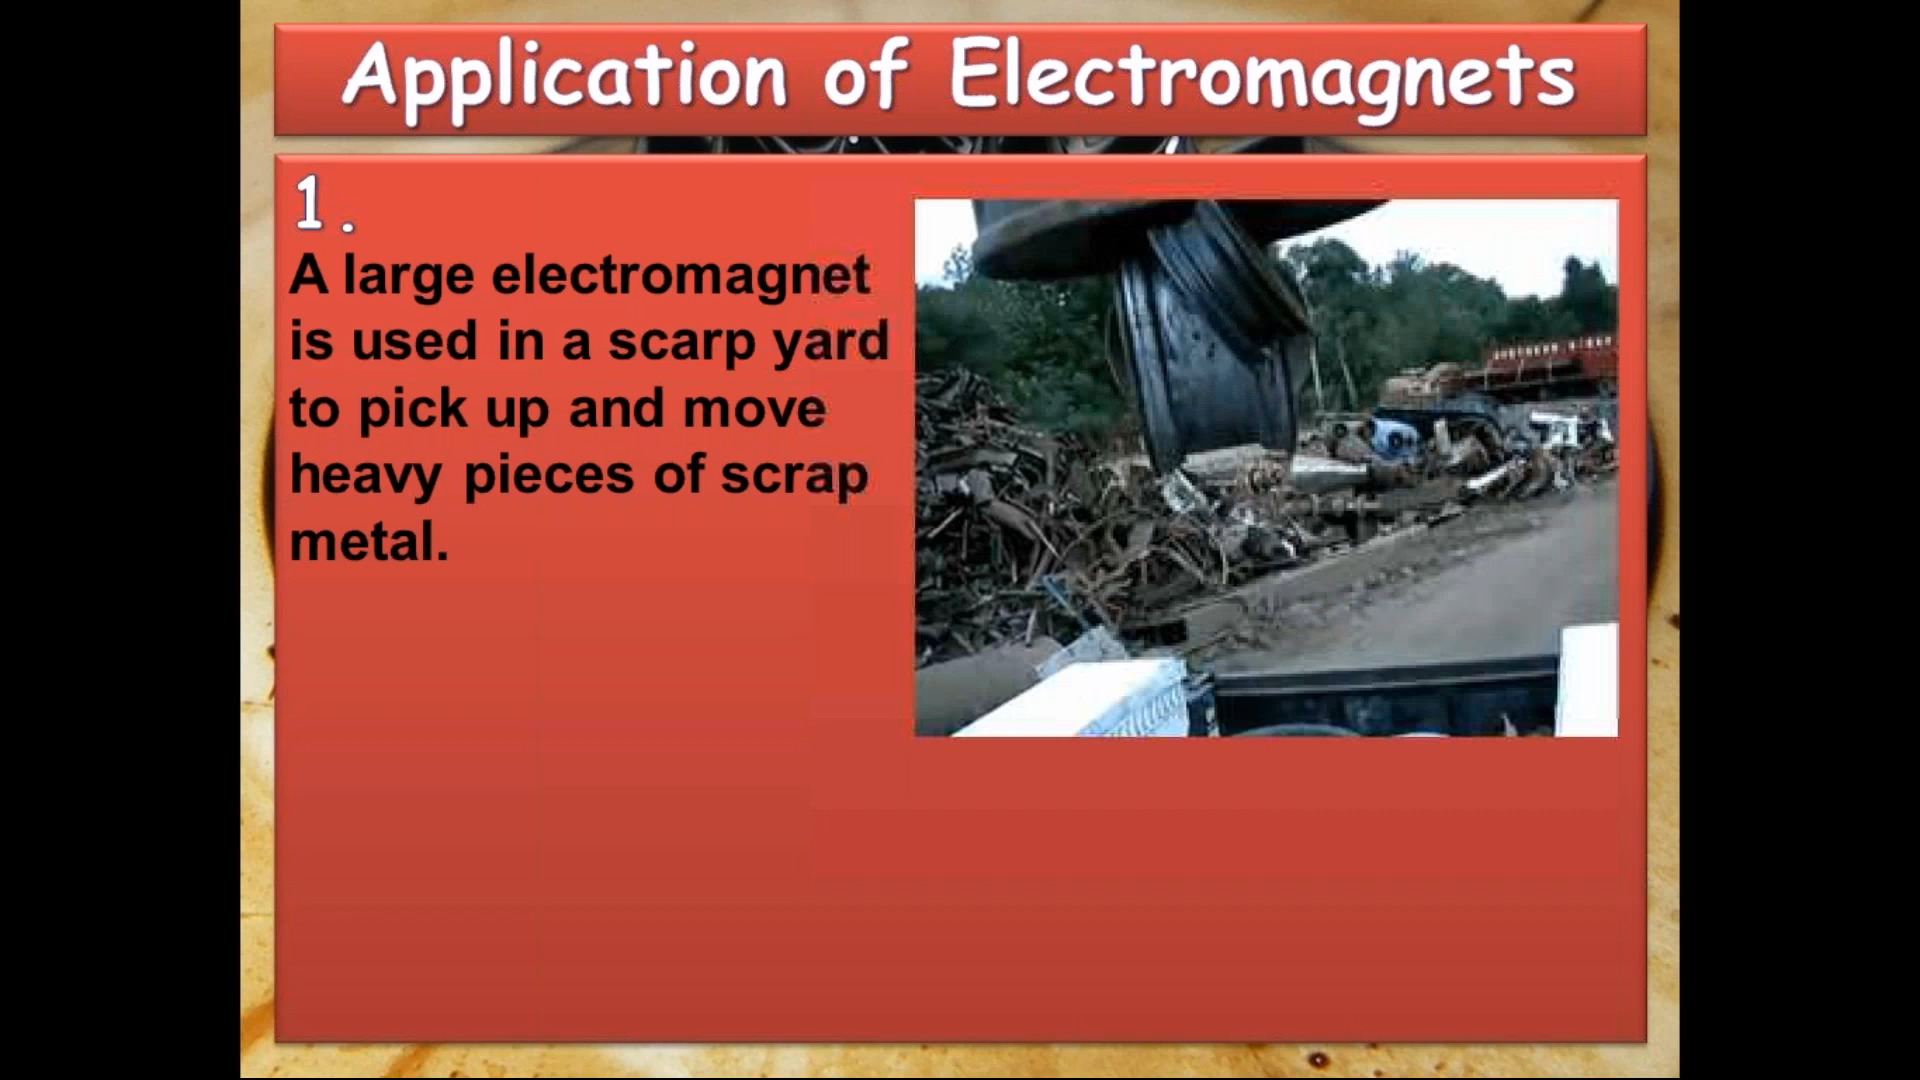 Application of Electromagnets
1.
A large electromagnet
is used in a scarp yard
to pick up and move
heavy pieces of scrap
metal.